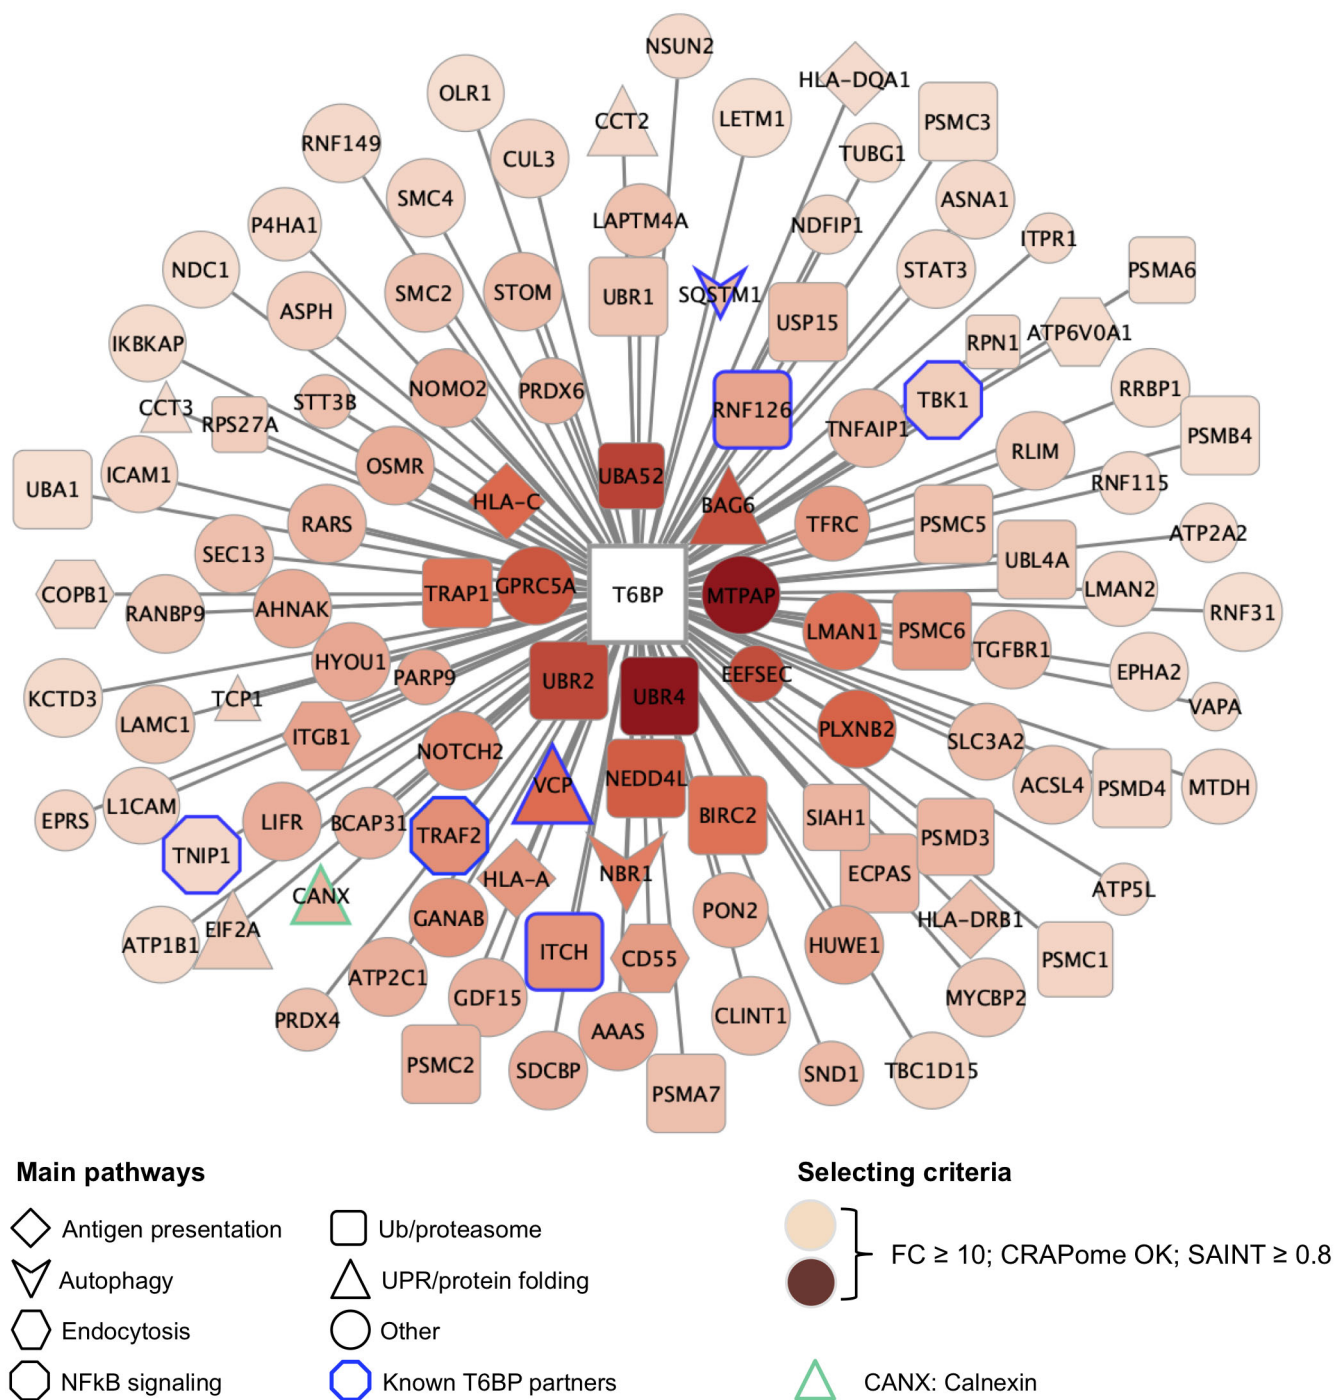 NSUN2
HLA-DQA1
OLR1
CCT2
LETM1
PSMC3
RNF149
CUL3
TUBG1
SMC4
ASNA1
P4HA1
LAPTM4A
NDFIP1
ITPR1
NDC1
STAT3
PSMA6
SMC2
STOM
UBR1
SQSTM1
ASPH
USP15
IKBKAP
RPN1
ATP6V0A1
NOMO2
PRDX6
RRBP1
CCT3
STT3B
RNF126
TBK1
RPS27A
TNFAIP1
PSMB4
OSMR
RLIM
ICAM1
UBA52
RNF115
UBA1
HLA-C
BAG6
RARS
TFRC
PSMC5
ATP2A2
SEC13
UBL4A
COPB1
TRAP1
GPRC5A
T6BP
MTPAP
LMAN2
RANBP9
AHNAK
RNF31
LMAN1
PSMC6
TGFBR1
HYOU1
PARP9
UBR2
EEFSEC
EPHA2
KCTD3
TCP1
UBR4
VAPA
LAMC1
ITGB1
NOTCH2
PLXNB2
SLC3A2
VCP
NEDD4L
ACSL4
PSMD4
MTDH
L1CAM
EPRS
LIFR
BCAP31
TRAF2
BIRC2
SIAH1
PSMD3
TNIP1
HLA-A
NBR1
ECPAS
CANX
ATP5L
GANAB
PON2
HLA-DRB1
ATP1B1
EIF2A
ITCH
CD55
HUWE1
PSMC1
ATP2C1
GDF15
MYCBP2
PRDX4
AAAS
CLINT1
PSMC2
SDCBP
SND1
TBC1D15
PSMA7
Main pathways
Selecting criteria
Antigen presentation
Ub/proteasome
FC ≥ 10; CRAPome OK; SAINT ≥ 0.8
Autophagy
UPR/protein folding
Endocytosis
Other
NFkB signaling
Known T6BP partners
CANX: Calnexin